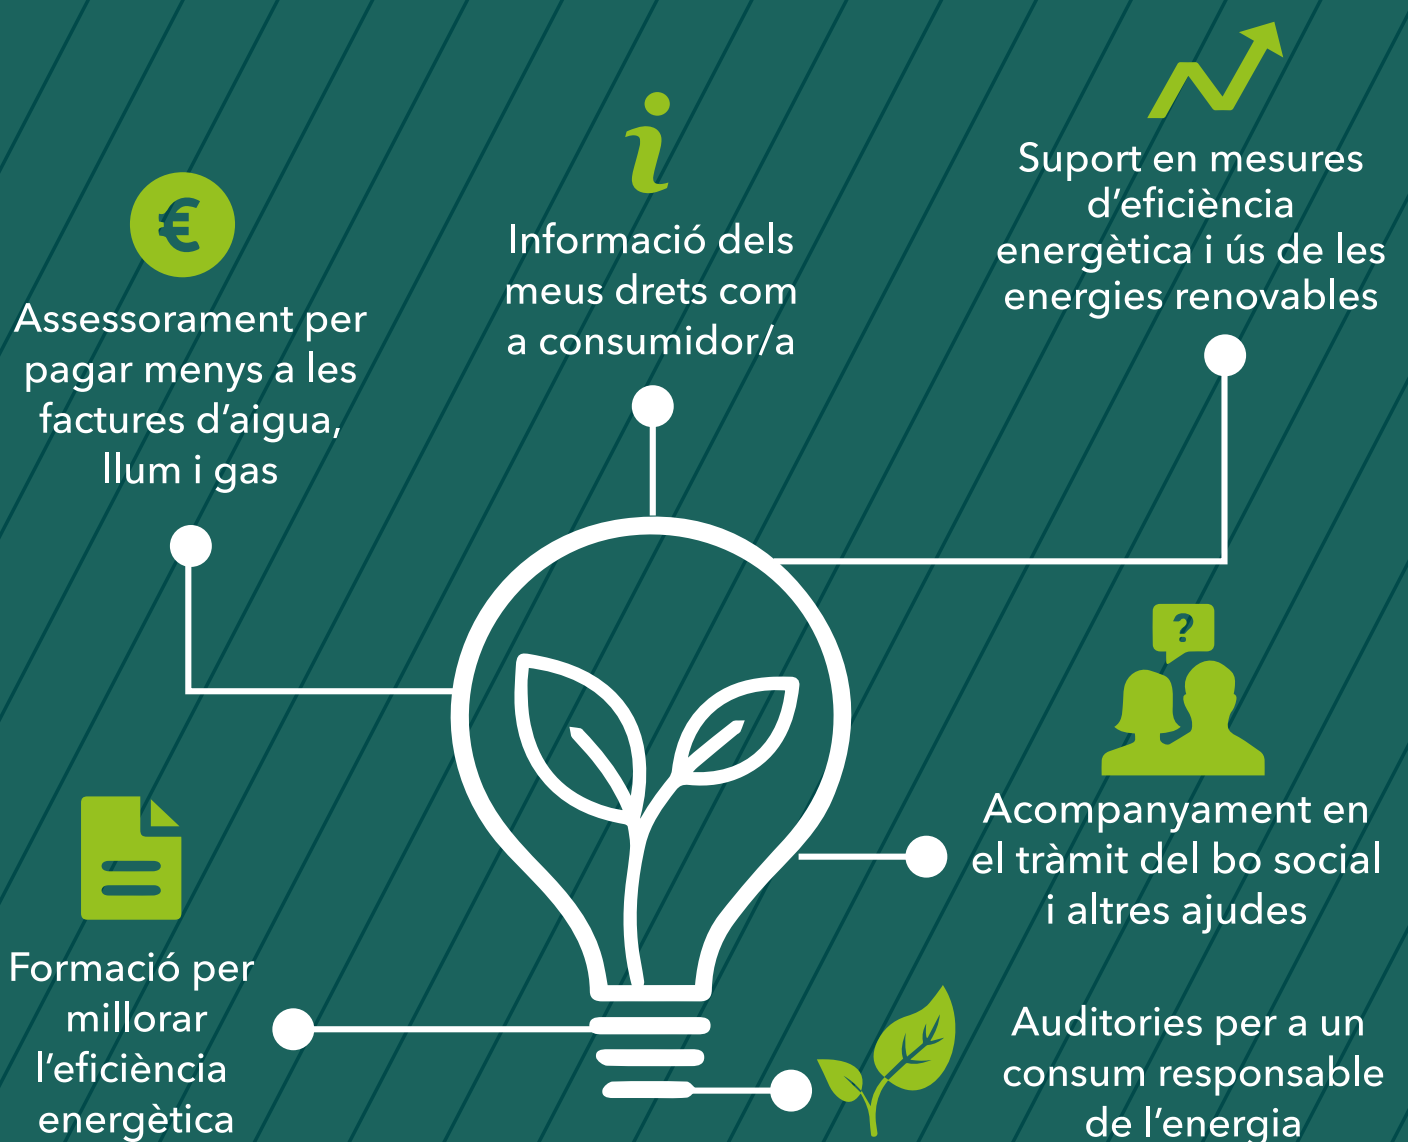 €
Assessorament per
pagar menys a les
factures d’aigua,
llum i gas
i
Informació dels
meus drets com
a consumidor/a
Suport en mesures
d’eficiència
energètica i ús de les
energies renovables
?
Acompanyament en
el tràmit del bo social
i altres ajudes
Formació per
millorar
l’eficiència
energètica
Auditories per a un
consum responsable
de l’energia